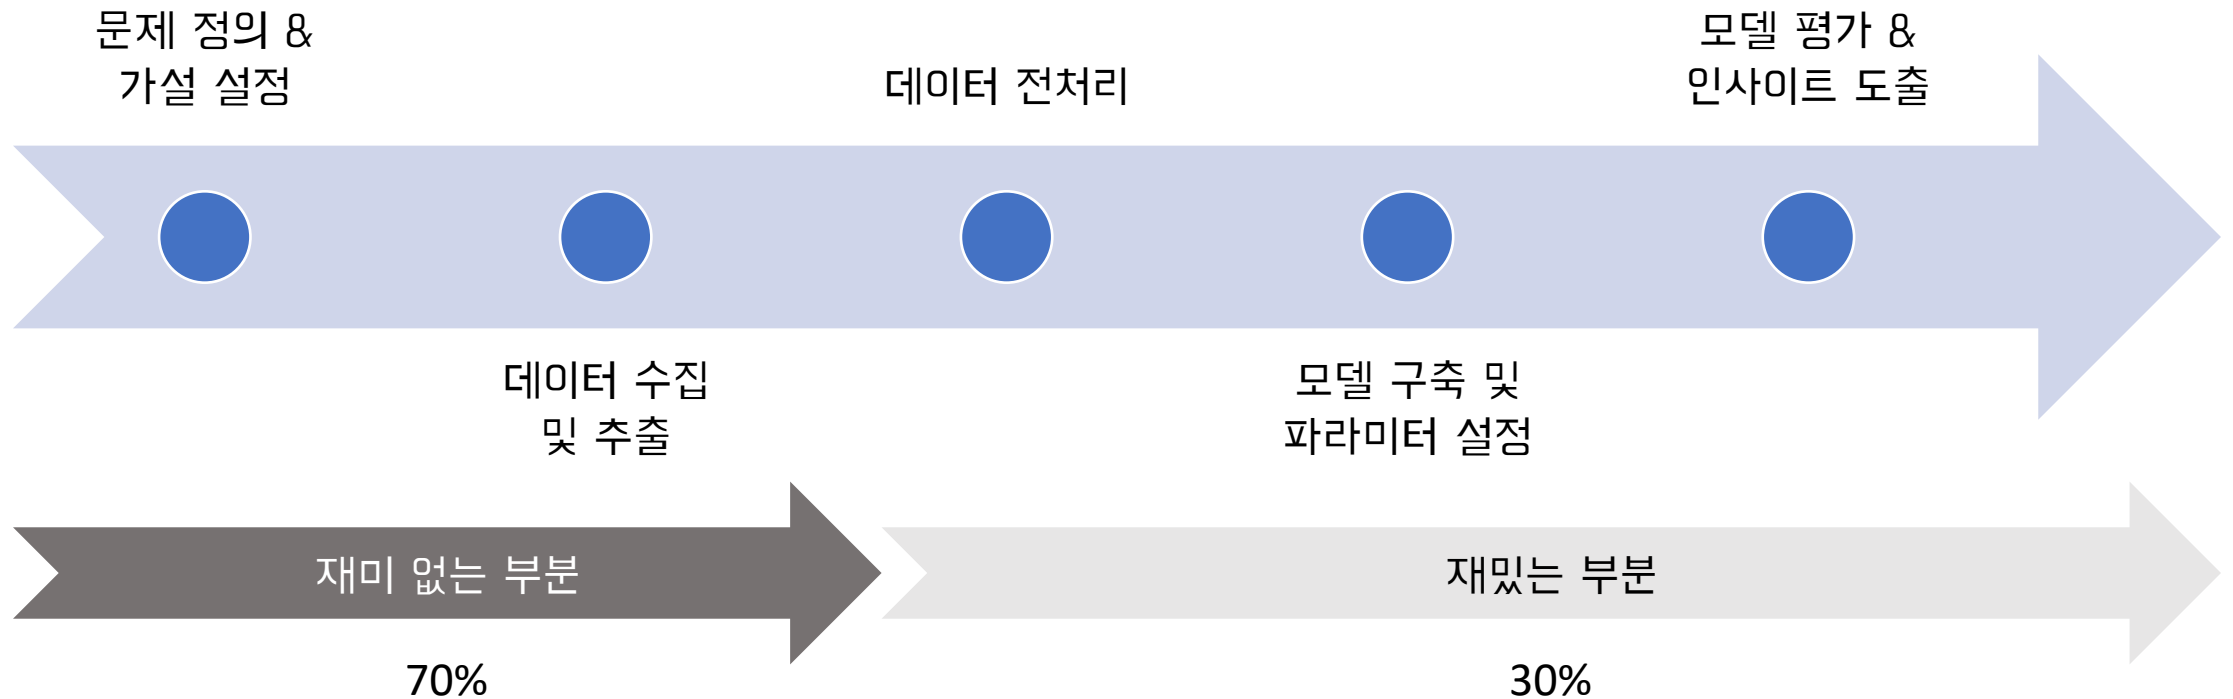 문제 정의 &
가설 설정
데이터 수집
및 추출
데이터 전처리
모델 구축 및
파라미터 설정
모델 평가 &
인사이트 도출
재미 없는 부분
70%
재밌는 부분
30%